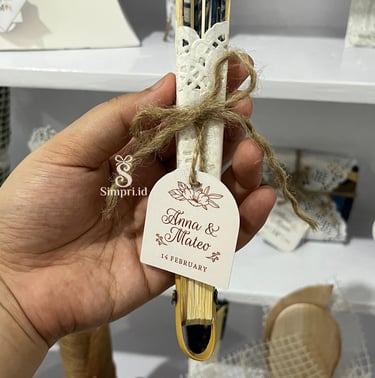 Simpri.id
Anna &
Mateo
14 FEBRUARY